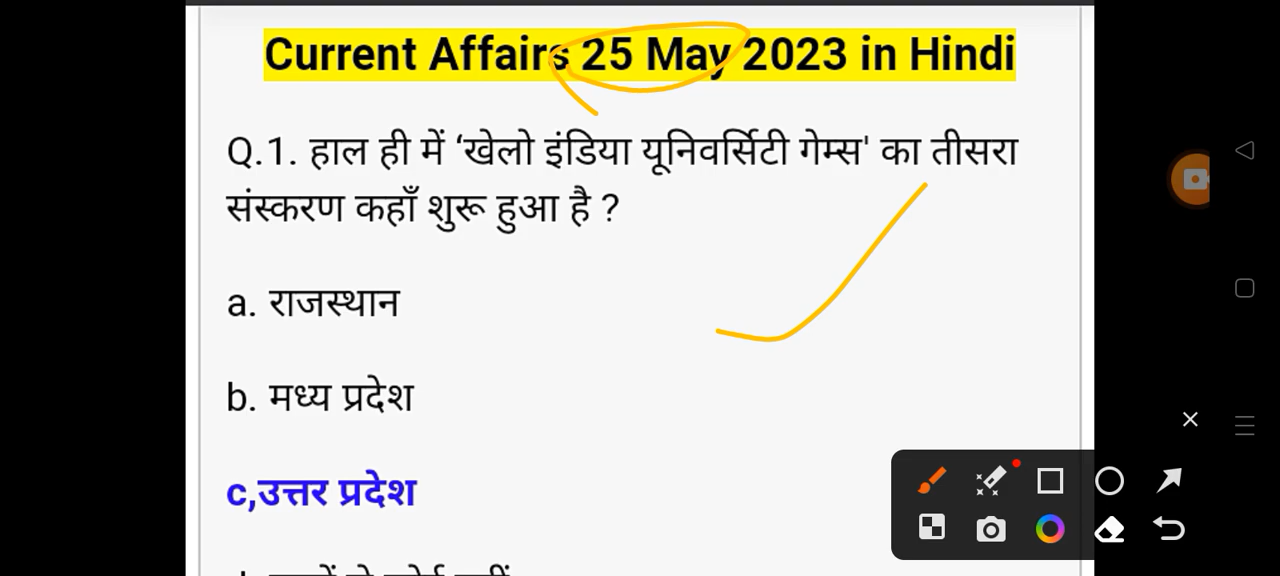 Current Affairs 25 May 2023 in Hindi
Q.1. हाल ही में ‘खेलो इंडिया यूनिवर्सिटी गेम्स' का तीसरा
संस्करण कहाँ शुरू हुआ है ?
a. राजस्थान
b. मध्य प्रदेश
c,उत्तर प्रदेश